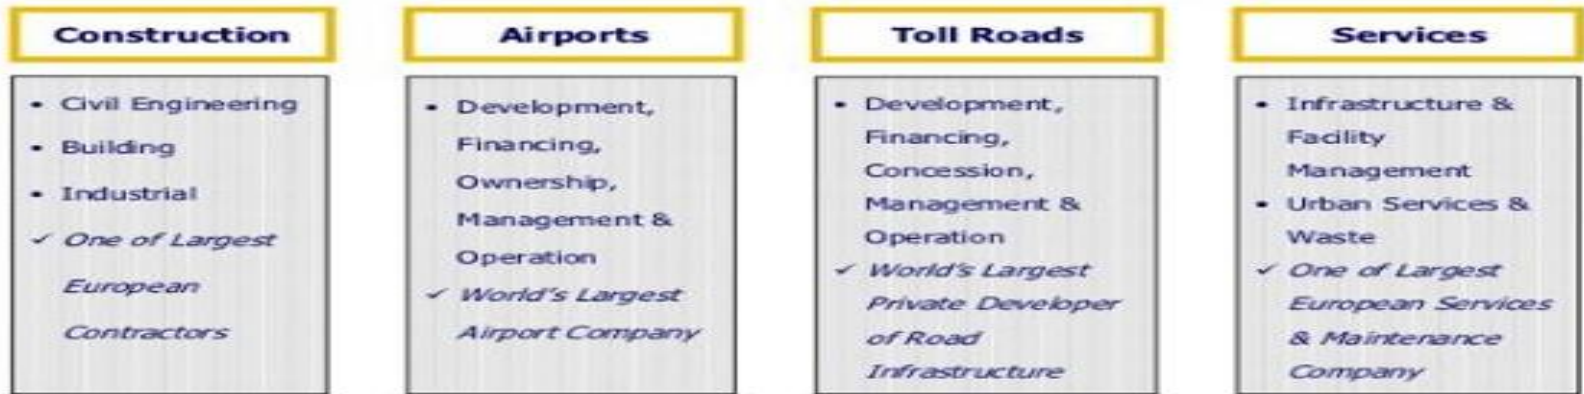 Construction
• Civil Engineering
• Building
• Industrial
✓ One of Largest
European
Contractors
Airports
• Development,
Financing,
Ownership,
Management &
Operation
✓ World's Largest
Airport Company
Toll Roads
• Development,
Financing,
Concession,
Management &
Operation
✓ World's Largest
Private Developer
of Road
Infrastructure
Services
• Infrastructure &
Facility
Management
• Urban Services &
Waste
✓ One of Largest
European Services
& Maintenance
Company